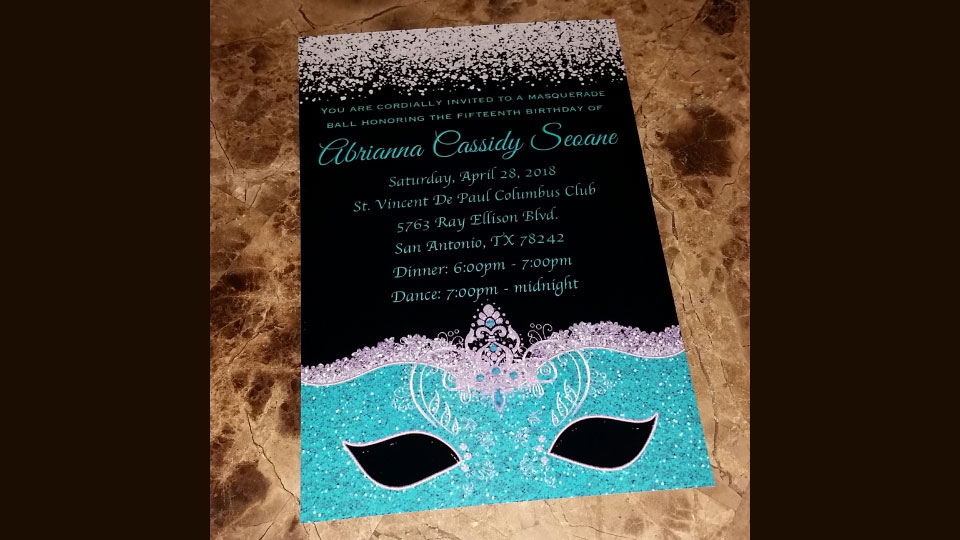 You are cordially invited to a masquerade
ball honoring the fifteenth birthday of
Abrianna Cassidy Seoane
Saturday, April 28, 2018
St. Vincent De Paul Columbus Club
5763 Ray Ellison Blvd.
San Antonio, TX 78242
Dinner: 6:00pm - 7:00pm
Dance: 7:00pm - midnight